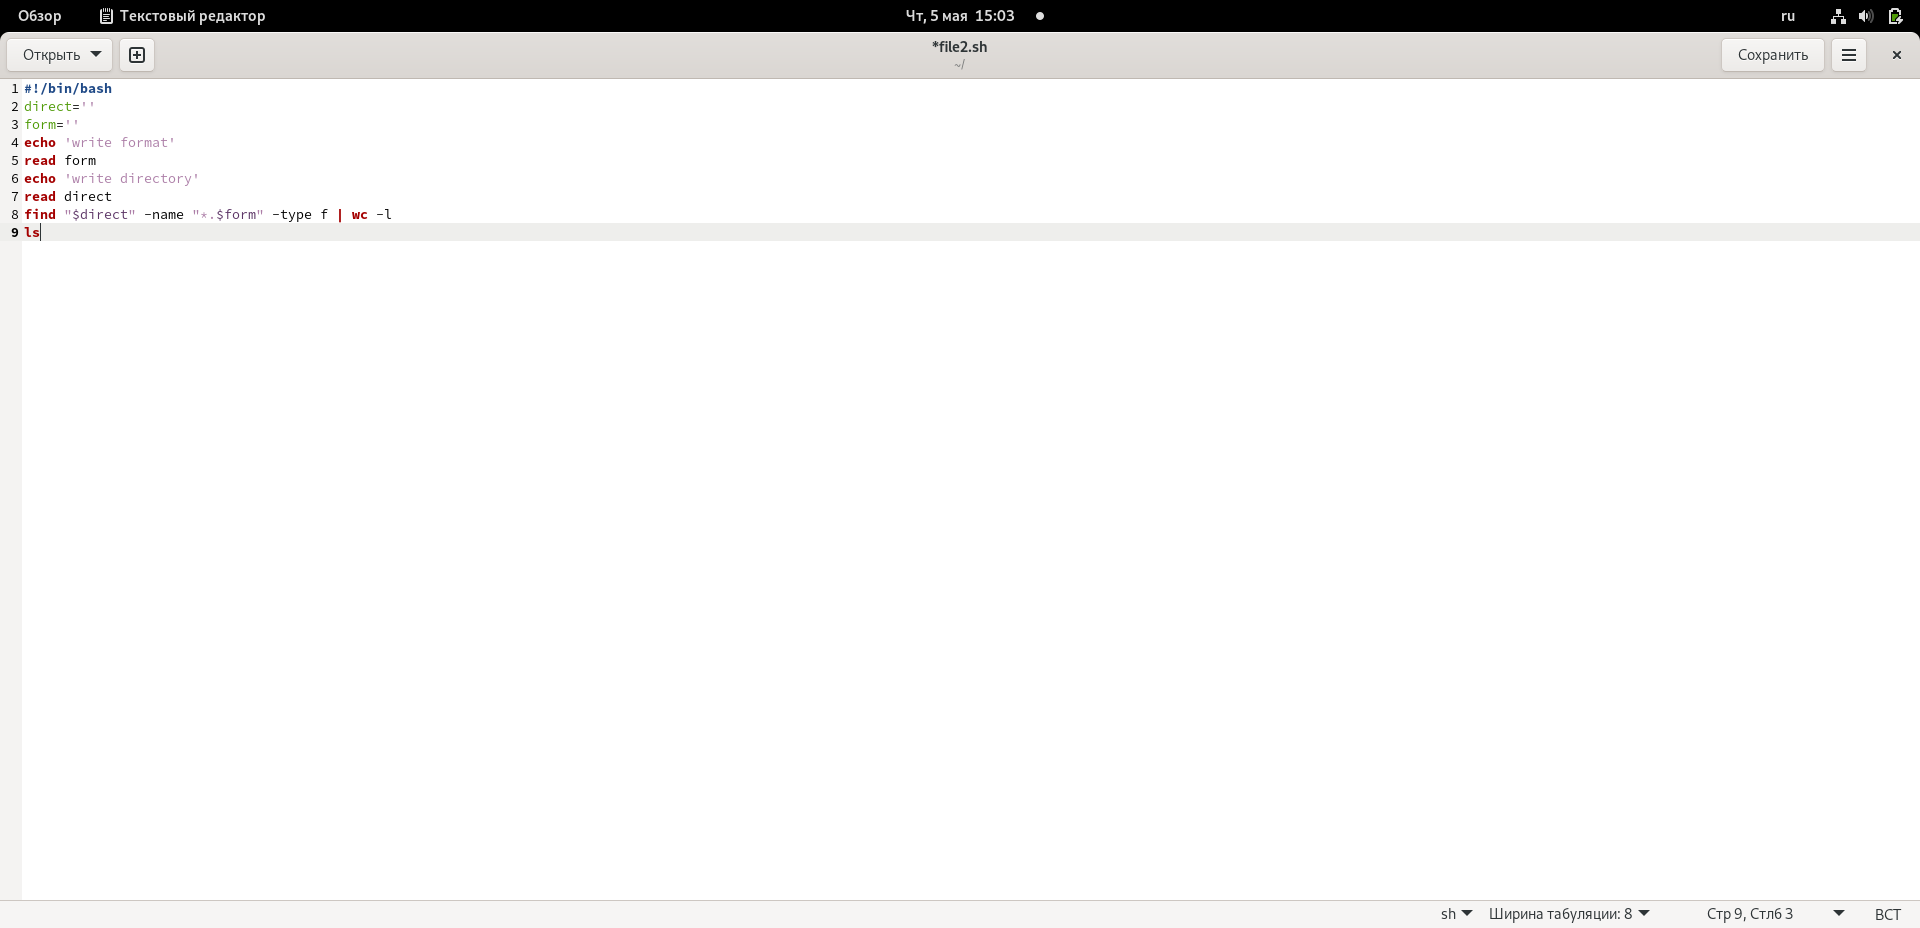 Обзор Текстовый редактор Чт, 5 мая 15:03 ru
Открыть *file2.sh Сохранить
~/
1 #!/bin/bash
2 direct=''
3 form=''
4 echo 'write format'
5 read form
6 echo 'write directory'
7 read direct
8 find "$direct" -name "*.$form" -type f | wc -l
9 ls
sh Ширина табуляции: 8 Стр 9, Стлб 3 ВСТ